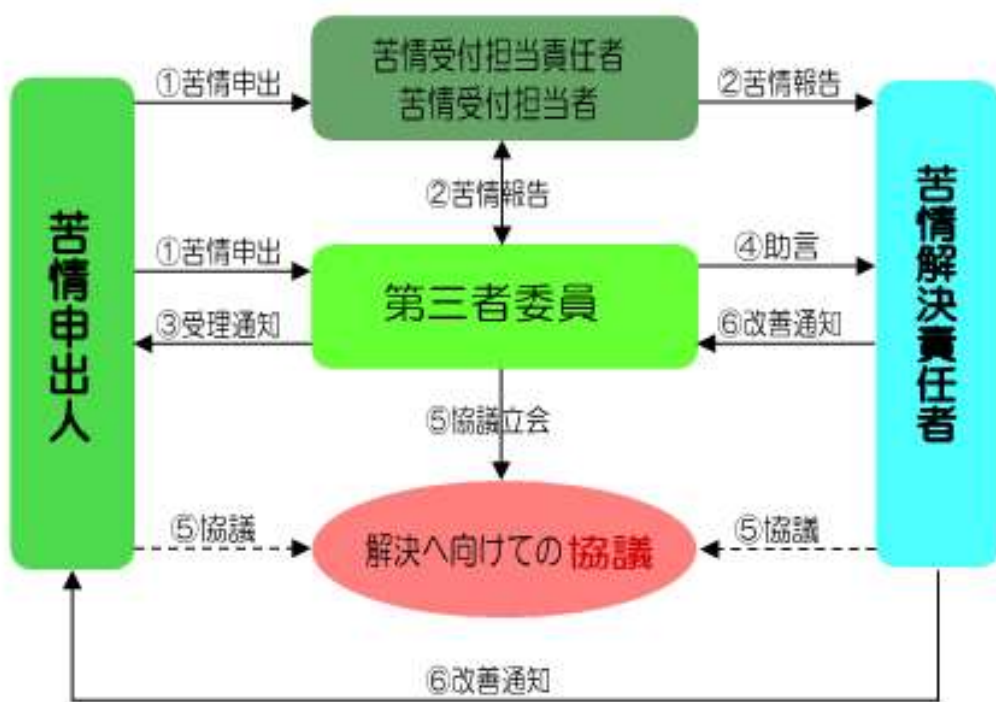 苦情受付担当責任者
苦情受付担当者
①苦情申出
②苦情報告
②苦情報告
苦情申出人
①苦情申出
③受理通知
第三者委員
④助言
⑥改善通知
苦情解決責任者
⑤協議立会
⑤協議
解決へ向けての協議
⑤協議
⑥改善通知